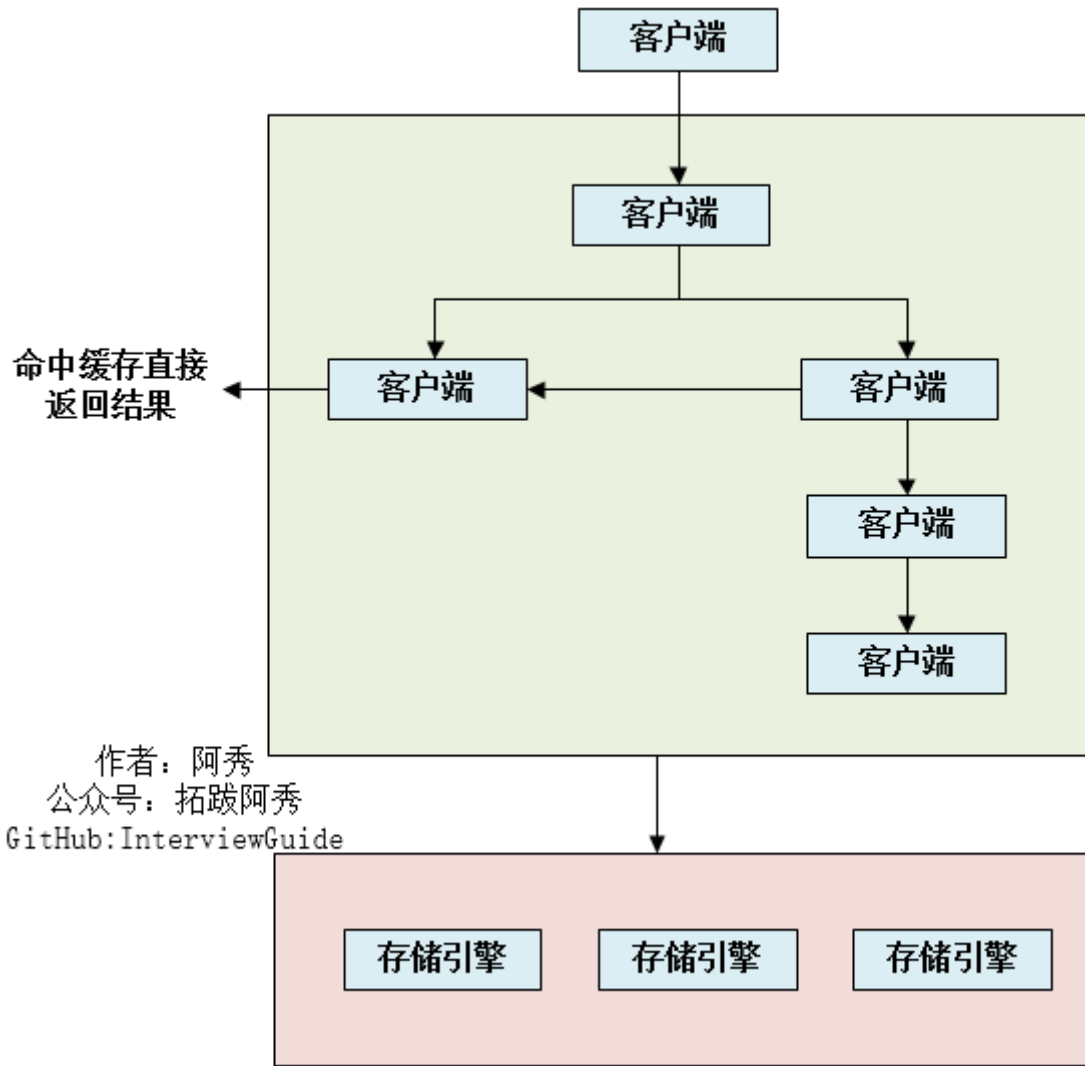 客户端
客户端
命中缓存直接
返回结果
客户端
客户端
客户端
客户端
作者：阿秀
公众号：拓跋阿秀
GitHub:InterviewGuide
存储引擎
存储引擎
存储引擎